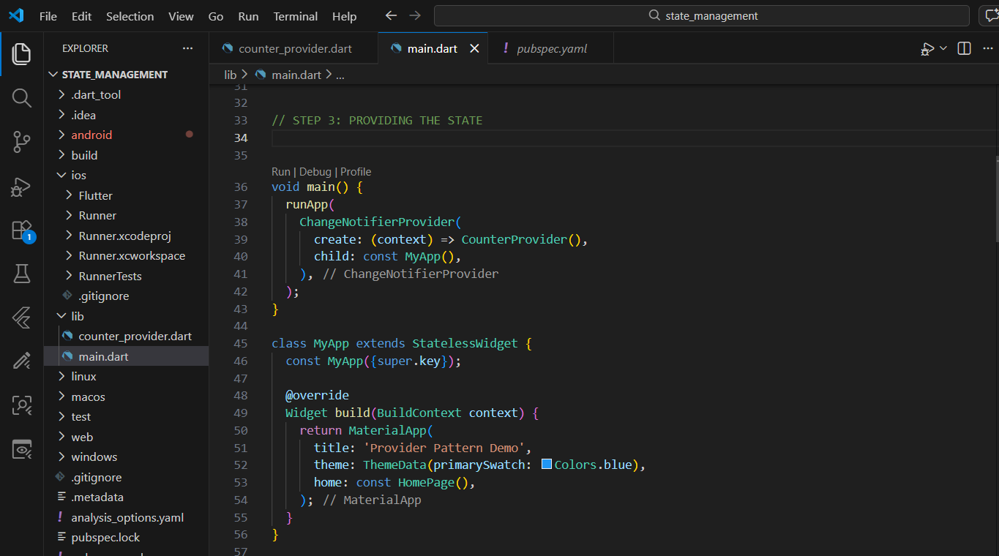 File Edit Selection View Go Run Terminal Help
state_management
EXPLORER
STATE_MANAGEMENT
.dart_tool
.idea
android
build
ios
Flutter
Runner
Runner.xcodeproj
Runner.xcworkspace
RunnerTests
.gitignore
lib
counter_provider.dart
main.dart
linux
macos
test
web
windows
.gitignore
.metadata
analysis_options.yaml
pubspec.lock
1
counter_provider.dart main.dart ! pubspec.yaml
lib > main.dart > ...
31
32
33 // STEP 3: PROVIDING THE STATE
34
35
Run | Debug | Profile
36 void main() {
37 runApp(
38 ChangeNotifierProvider(
39 create: (context) => CounterProvider(),
40 child: const MyApp(),
41 ), // ChangeNotifierProvider
42 );
43 }
44
45 class MyApp extends StatelessWidget {
46 const MyApp({super.key});
47
48 @override
49 Widget build(BuildContext context) {
50 return MaterialApp(
51 title: 'Provider Pattern Demo',
52 theme: ThemeData(primarySwatch: Colors.blue),
53 home: const HomePage(),
54 ); // MaterialApp
55 }
56 }
57